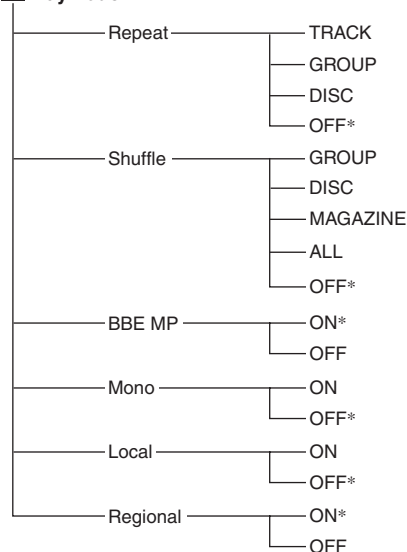 Repeat TRACK
GROUP
DISC
OFF*
Shuffle GROUP
DISC
MAGAZINE
ALL
OFF*
BBE MP ON*
OFF
Mono ON
OFF*
Local ON
OFF*
Regional ON*
OFF